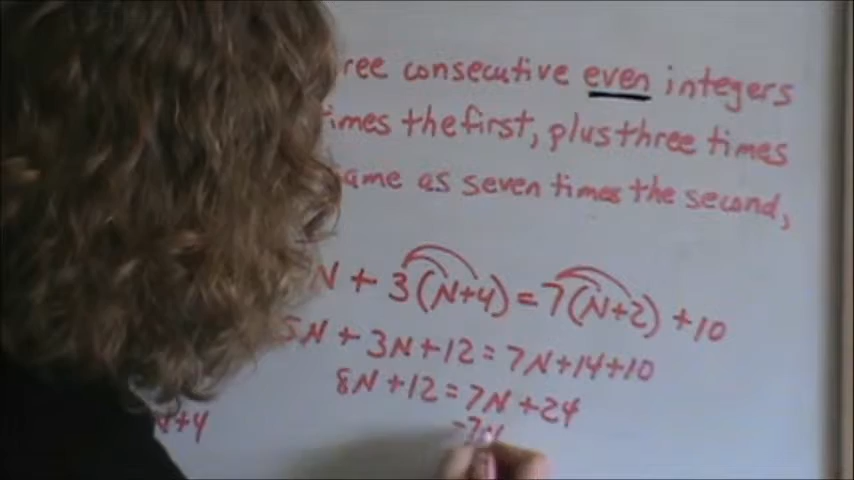 ree consecutive even integers
imes the first, plus three times
ame as seven times the second,
N + 3(N+4) = 7(N+2) +10
5N + 3N+12 = 7N+14+10
8N +12 = 7N +24
-7N
N+4